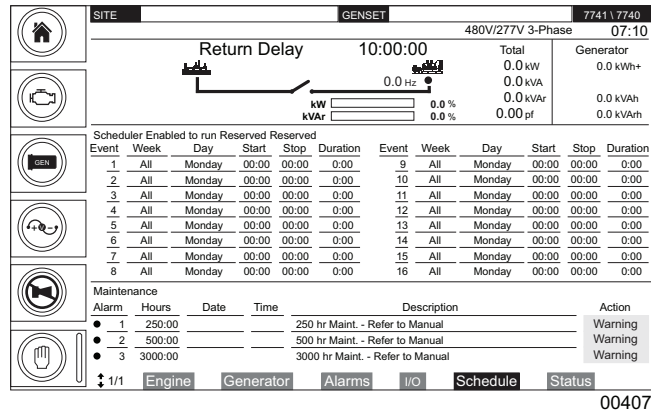 SITE GENSET 7741 \ 7740
480V/277V 3-Phase 07:10
Return Delay 10:00:00 Total Generator
0.0 kW 0.0 kWh+
0.0 Hz 0.0 kVA
0.0 kVAr 0.0 kVAh
kW 0.0 %
kVAr 0.0 % 0.00 pf 0.0 kVArh
Scheduler Enabled to run Reserved Reserved
Event Week Day Start Stop Duration Event Week Day Start Stop Duration
1 All Monday 00:00 00:00 0:00 9 All Monday 00:00 00:00 0:00
2 All Monday 00:00 00:00 0:00 10 All Monday 00:00 00:00 0:00
3 All Monday 00:00 00:00 0:00 11 All Monday 00:00 00:00 0:00
4 All Monday 00:00 00:00 0:00 12 All Monday 00:00 00:00 0:00
5 All Monday 00:00 00:00 0:00 13 All Monday 00:00 00:00 0:00
6 All Monday 00:00 00:00 0:00 14 All Monday 00:00 00:00 0:00
7 All Monday 00:00 00:00 0:00 15 All Monday 00:00 00:00 0:00
8 All Monday 00:00 00:00 0:00 16 All Monday 00:00 00:00 0:00
GEN
Maintenance
Alarm Hours Date Time Description Action
1 250:00 250 hr Maint. - Refer to Manual Warning
2 500:00 500 hr Maint. - Refer to Manual Warning
3 3000:00 3000 hr Maint. - Refer to Manual Warning
1/1 Engine Generator Alarms I/O Schedule Status
00407